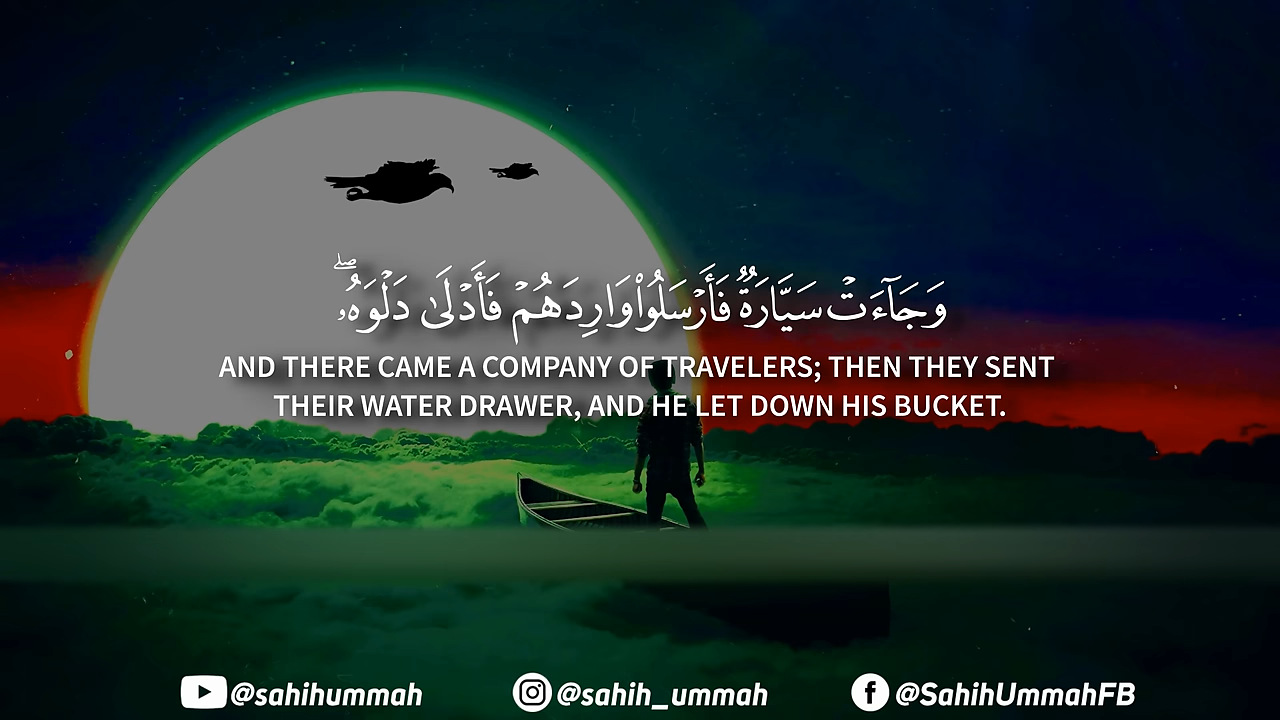 وَجَآءَتْ سَيَّارَةٌ فَأَرْسَلُوا۟ وَارِدَهُمْ فَأَدْلَىٰ دَلْوَهُۥ ۖ
AND THERE CAME A COMPANY OF TRAVELERS; THEN THEY SENT
THEIR WATER DRAWER, AND HE LET DOWN HIS BUCKET.
@sahihummah @sahih_ummah @SahihUmmahFB